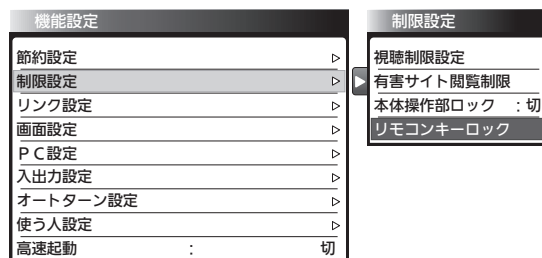 機能設定
節約設定
制限設定
リンク設定
画面設定
PC設定
入出力設定
オートターン設定
使う人設定
高速起動 : 切
制限設定
視聴制限設定
有害サイト閲覧制限
本体操作部ロック :切
リモコンキーロック